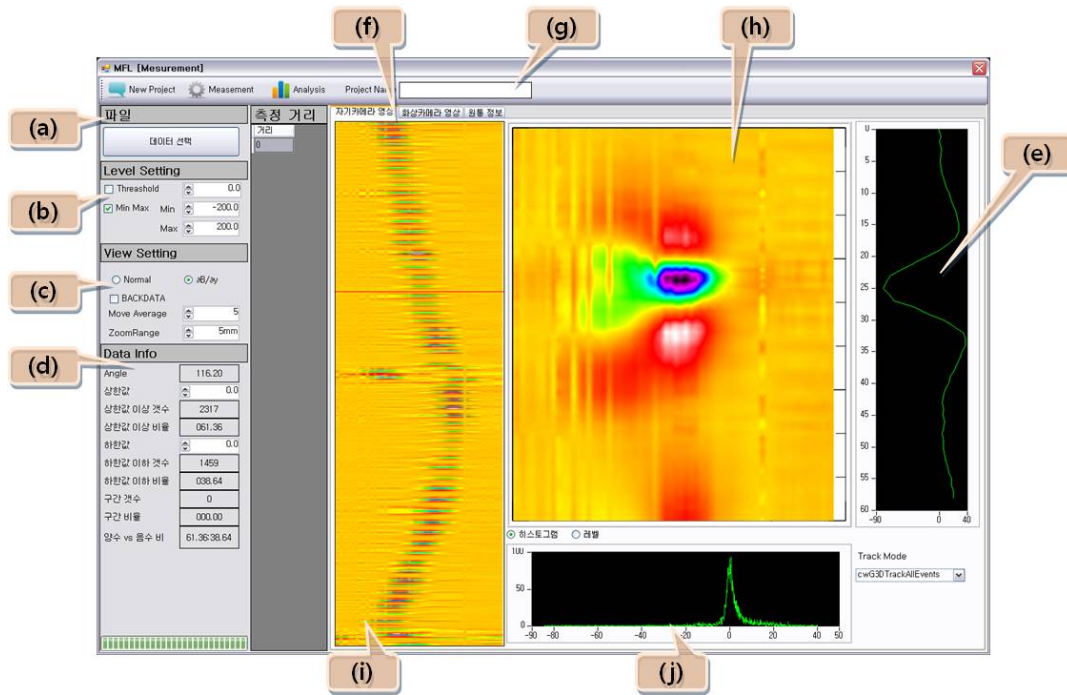 (f)
(g)
(h)
MFL [Mesurement]
New Project Measement Analysis Project Name
(a)
파일
측정 거리
자기카메라 영상 화상카메라 영상 원통 정보
데이터 선택
거리
0
(e)
Level Setting
(b)
Threashold 0.0
Min Max Min -200.0
Max 200.0
View Setting
(c)
Normal ∂B/∂y
BACKDATA
Move Average 5
ZoomRange 5mm
Data Info
(d)
Angle 116.20
상한값 0.0
상한값 이상 갯수 2317
상한값 이상 비율 061.36
하한값 0.0
하한값 이하 갯수 1459
하한값 이하 비율 038.64
구간 갯수 0
구간 비율 000.00
양수 vs 음수 비 61.36:38.64
0
5
10
15
20
25
30
35
40
45
50
55
60
-90 0 40
히스토그램 레벨
100
50
0
-90 -80 -60 -40 -20 0 20 40 50
Track Mode
cwG3DTrackAllEvents
(i)
(j)